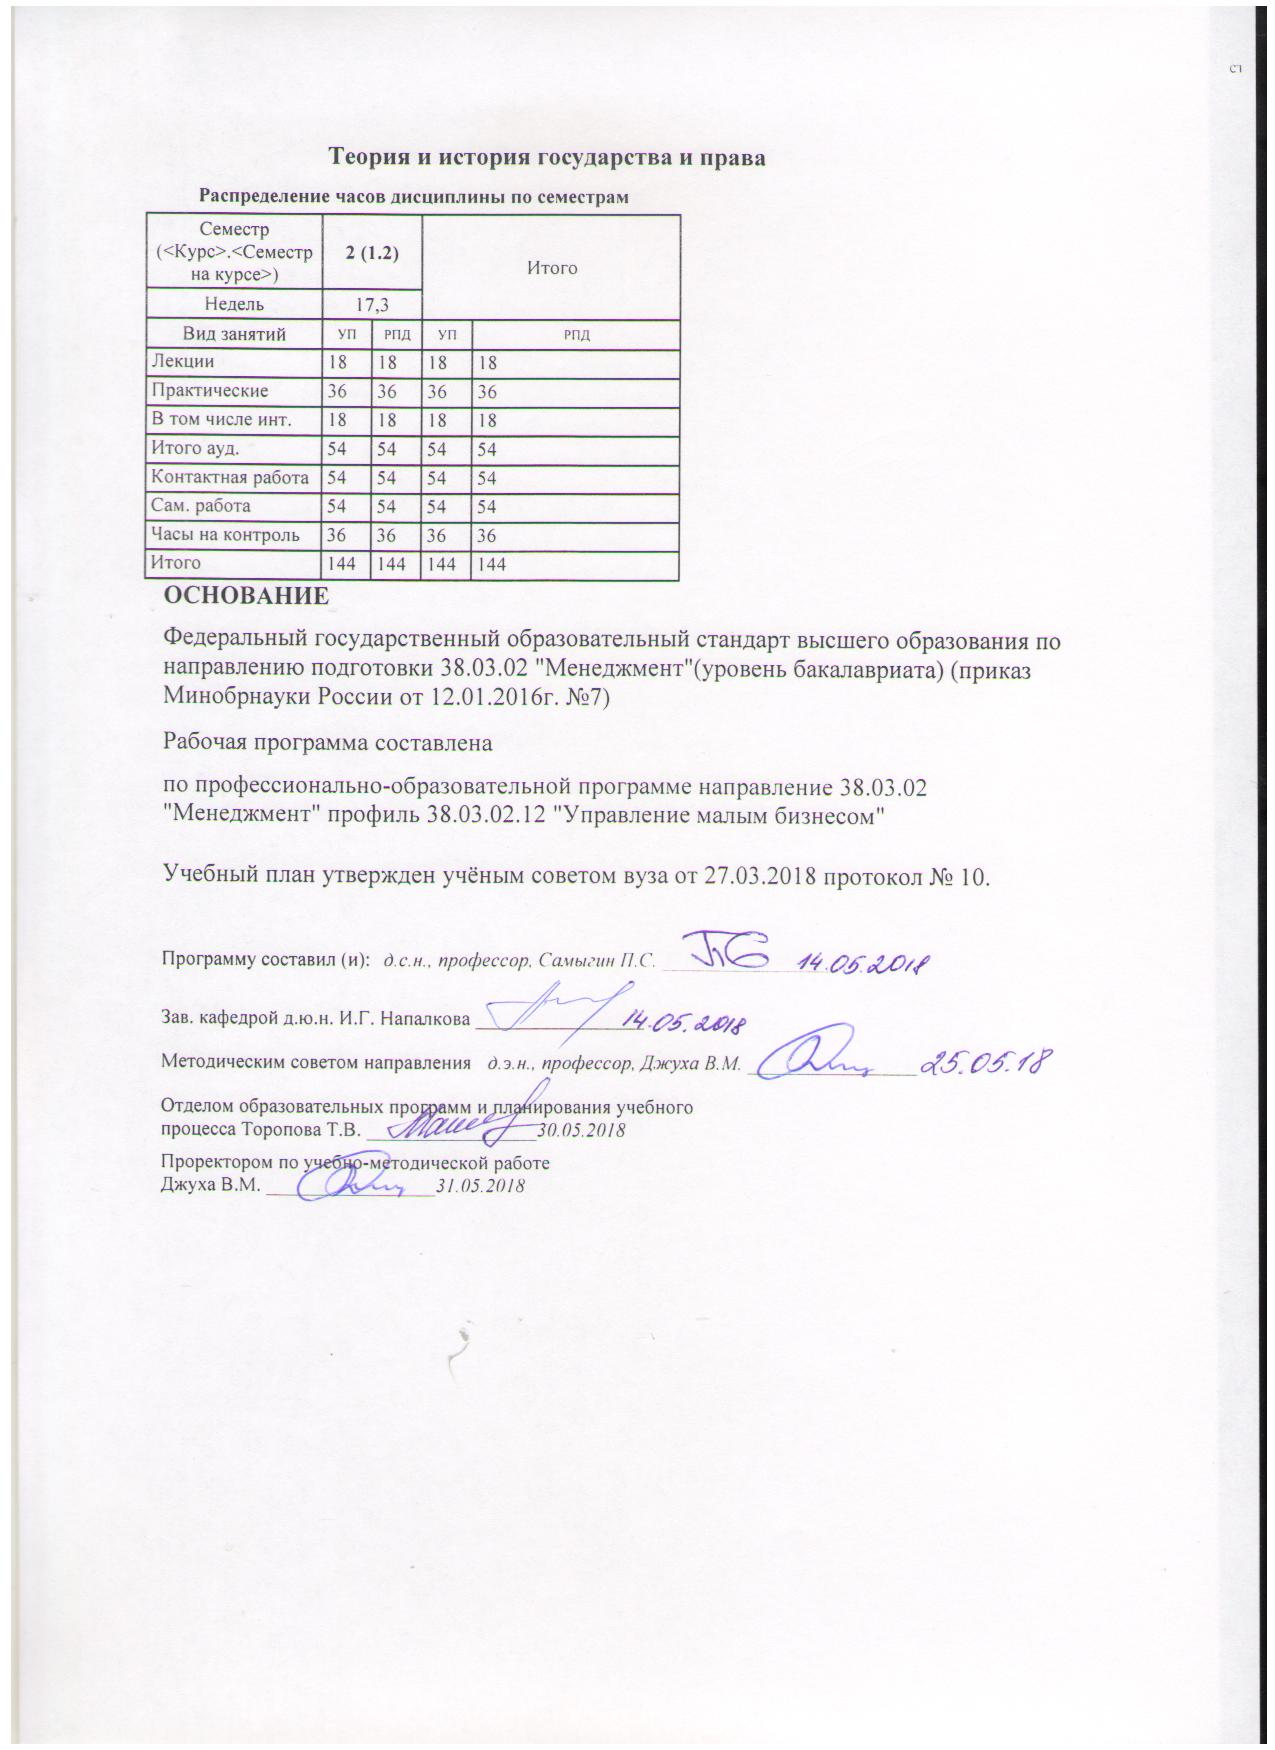 Теория и история государства и права
Распределение часов дисциплины по семестрам
Семестр (<Курс>.<Семестр на курсе>) 2 (1.2) Итого
Недель 17,3
Вид занятий УП РПД УП РПД
Лекции 18 18 18 18
Практические 36 36 36 36
В том числе инт. 18 18 18 18
Итого ауд. 54 54 54 54
Контактная работа 54 54 54 54
Сам. работа 54 54 54 54
Часы на контроль 36 36 36 36
Итого 144 144 144 144
ОСНОВАНИЕ
Федеральный государственный образовательный стандарт высшего образования по
направлению подготовки 38.03.02 "Менеджмент"(уровень бакалавриата) (приказ
Минобрнауки России от 12.01.2016г. №7)
Рабочая программа составлена
по профессионально-образовательной программе направление 38.03.02
"Менеджмент" профиль 38.03.02.12 "Управление малым бизнесом"
Учебный план утвержден учёным советом вуза от 27.03.2018 протокол № 10.
Программу составил (и): д.с.н., профессор, Самыгин П.С. 14.05.2018
Зав. кафедрой д.ю.н. И.Г. Напалкова 14.05.2018
Методическим советом направления д.э.н., профессор, Джуха В.М. 25.05.18
Отделом образовательных программ и планирования учебного
процесса Торопова Т.В. 30.05.2018
Проректором по учебно-методической работе
Джуха В.М. 31.05.2018